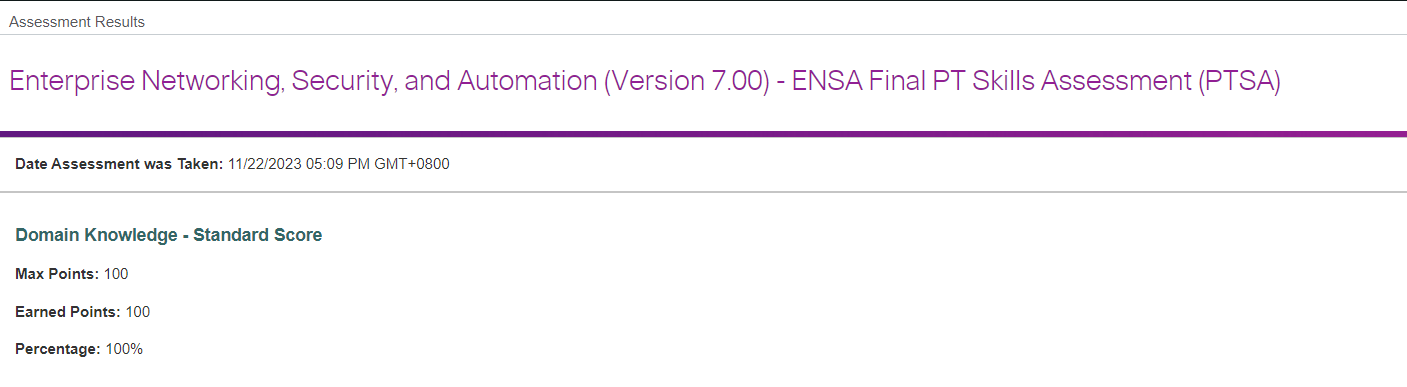 Assessment Results
Enterprise Networking, Security, and Automation (Version 7.00) - ENSA Final PT Skills Assessment (PTSA)
Date Assessment was Taken: 11/22/2023 05:09 PM GMT+0800
Domain Knowledge - Standard Score
Max Points: 100
Earned Points: 100
Percentage: 100%